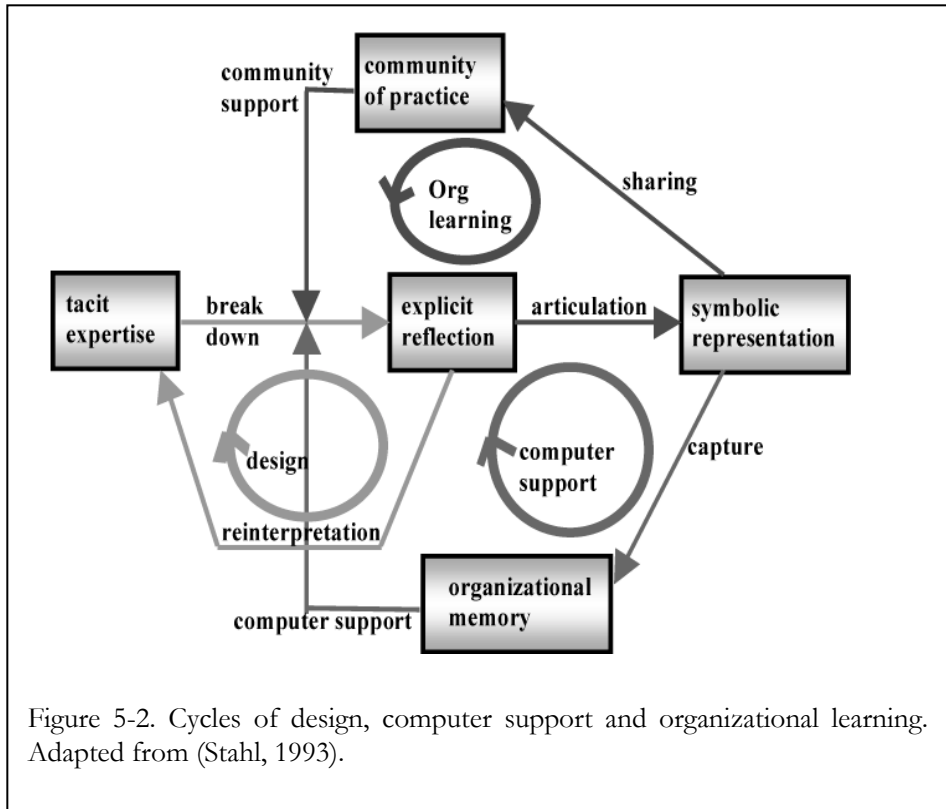 community
support
community
of practice
Org
learning
sharing
tacit
expertise
break
down
explicit
reflection
articulation
symbolic
representation
design
computer
support
capture
reinterpretation
organizational
memory
computer support
Figure 5-2. Cycles of design, computer support and organizational learning.
Adapted from (Stahl, 1993).